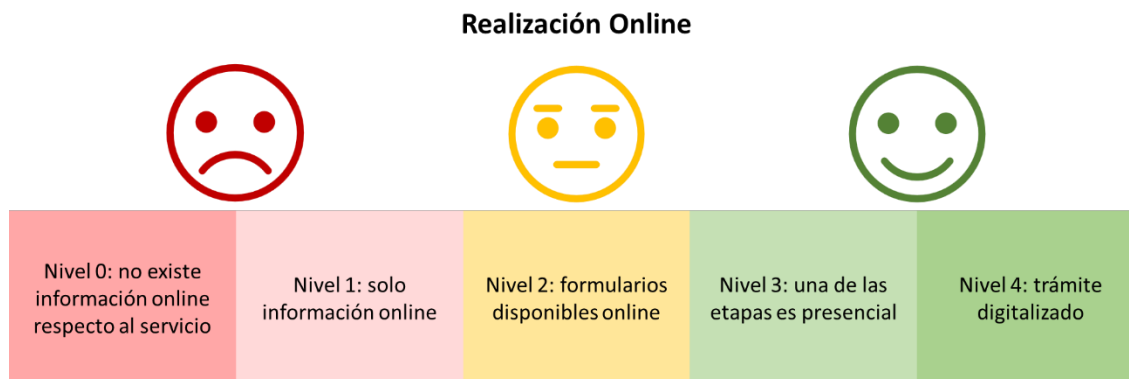 Realización Online
Nivel 0: no existe
información online
respecto al servicio
Nivel 1: solo
información online
Nivel 2: formularios
disponibles online
Nivel 3: una de las
etapas es presencial
Nivel 4: trámite
digitalizado